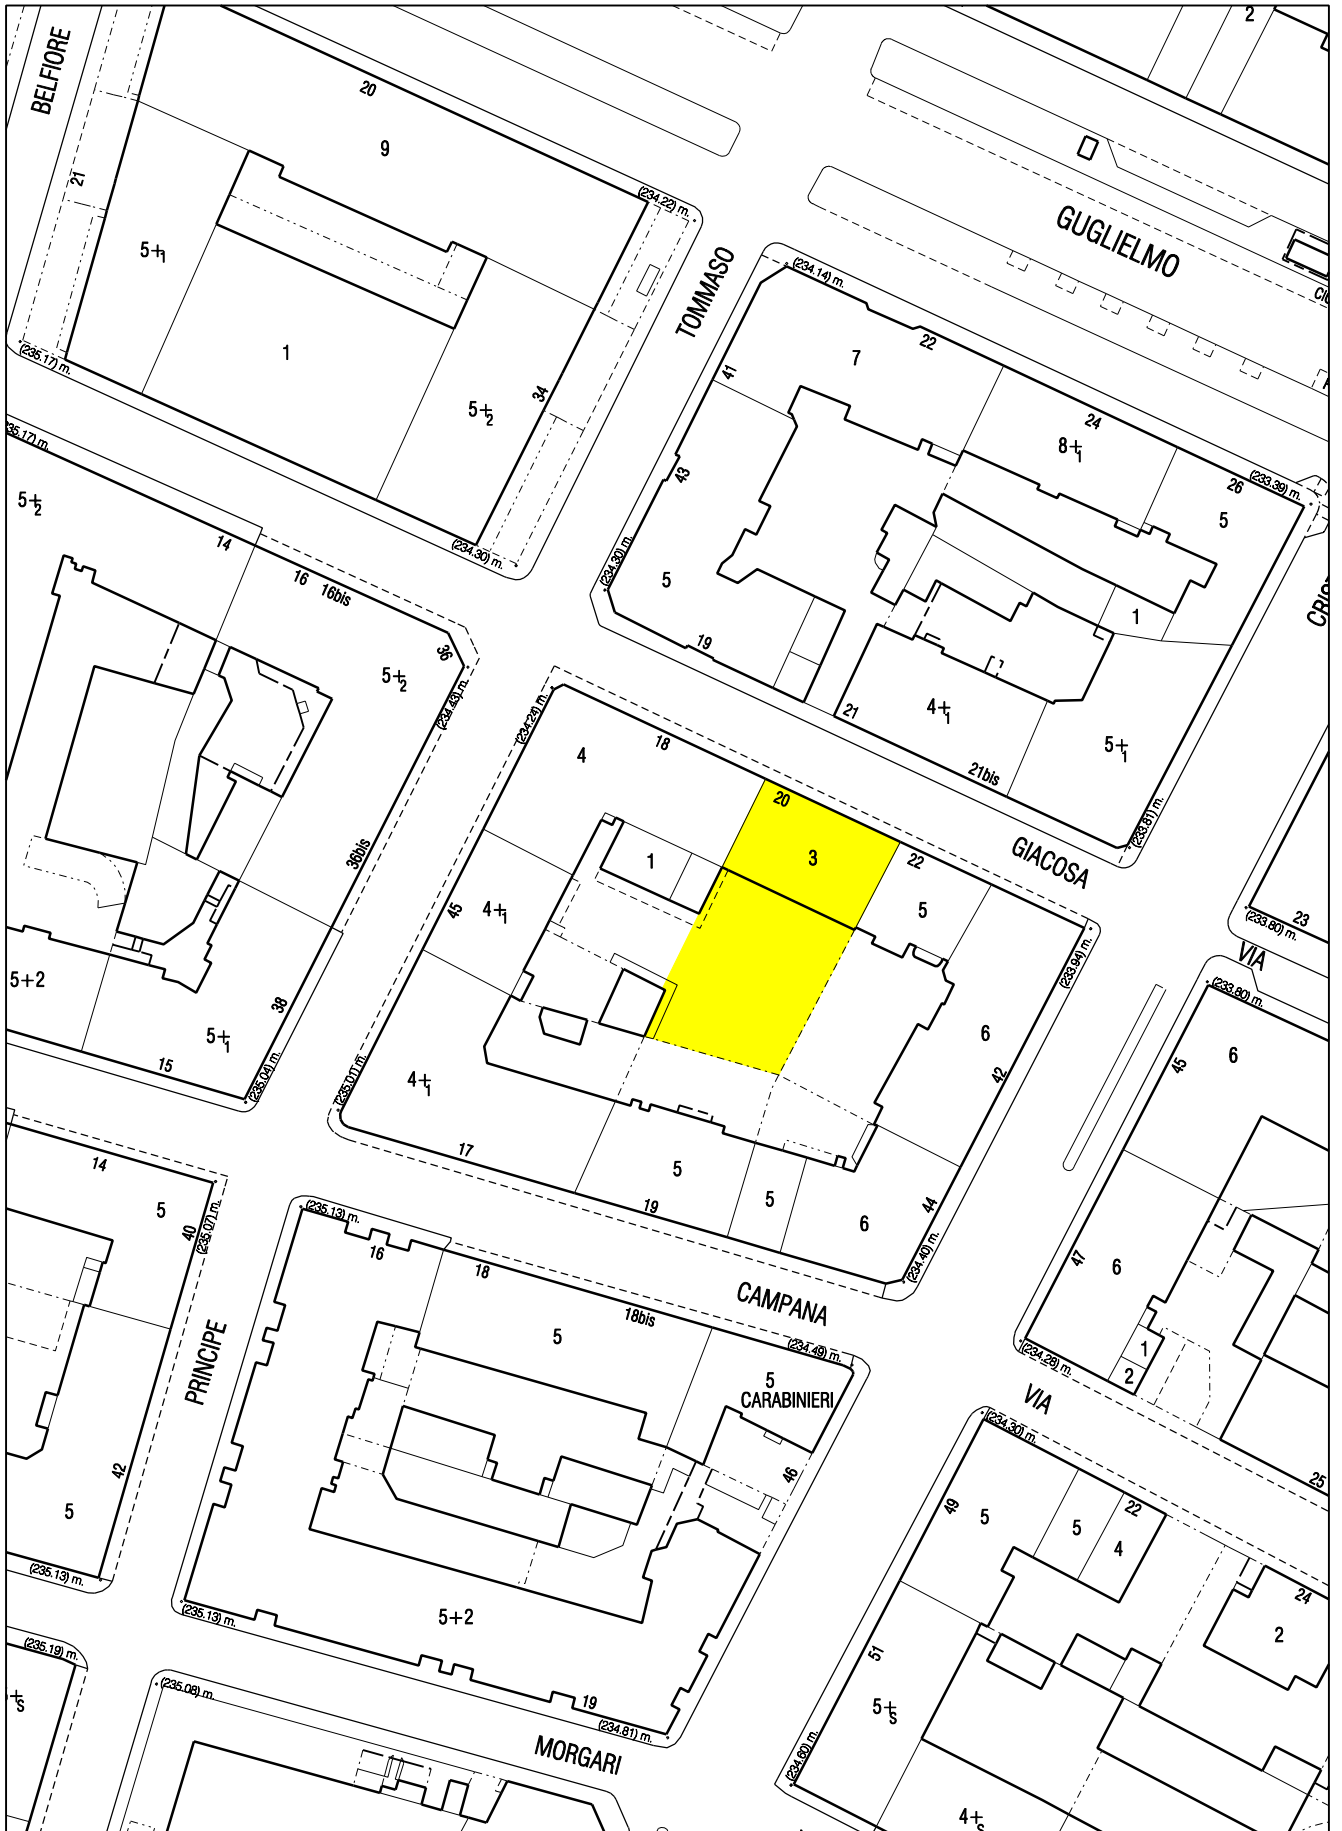 2
BELFIORE
20
9
21
5+1
1
5+2
34
(234.22) m.
(235.17) m.
(234.30) m.
TOMMASO
GUGLIELMO
(234.14) m.
22
7
41
43
24
8+1
(233.39) m.
26
5
(234.30) m.
5
19
1
21
4+1
21bis
5+1
(233.81) m.
35.17) m.
5+2
14
16 16bis
36
5+2
(234.43) m.
36bis
38
5+2
5+1
15
(235.04) m.
(234.24) m.
18
4
20
3
22
5
1
45
4+1
GIACOSA
(233.94) m.
6
42
4+1
(235.01) m.
17
5
19
5
6
44
(234.40) m.
23
(233.80) m.
VIA
(233.80) m.
6
45
47
6
1
2
(234.28) m.
14
5
40
(235.07) m.
PRINCIPE
42
5
(235.13) m.
(235.13) m.
16
18
CAMPANA
18bis
5
(234.49) m.
5
CARABINIERI
46
5+2
(235.13) m.
19
(234.81) m.
VIA
(234.30) m.
25
49
5
5
22
4
24
2
51
5+S
(234.60) m.
4+S
(235.19) m.
+S
(235.08) m.
MORGARI